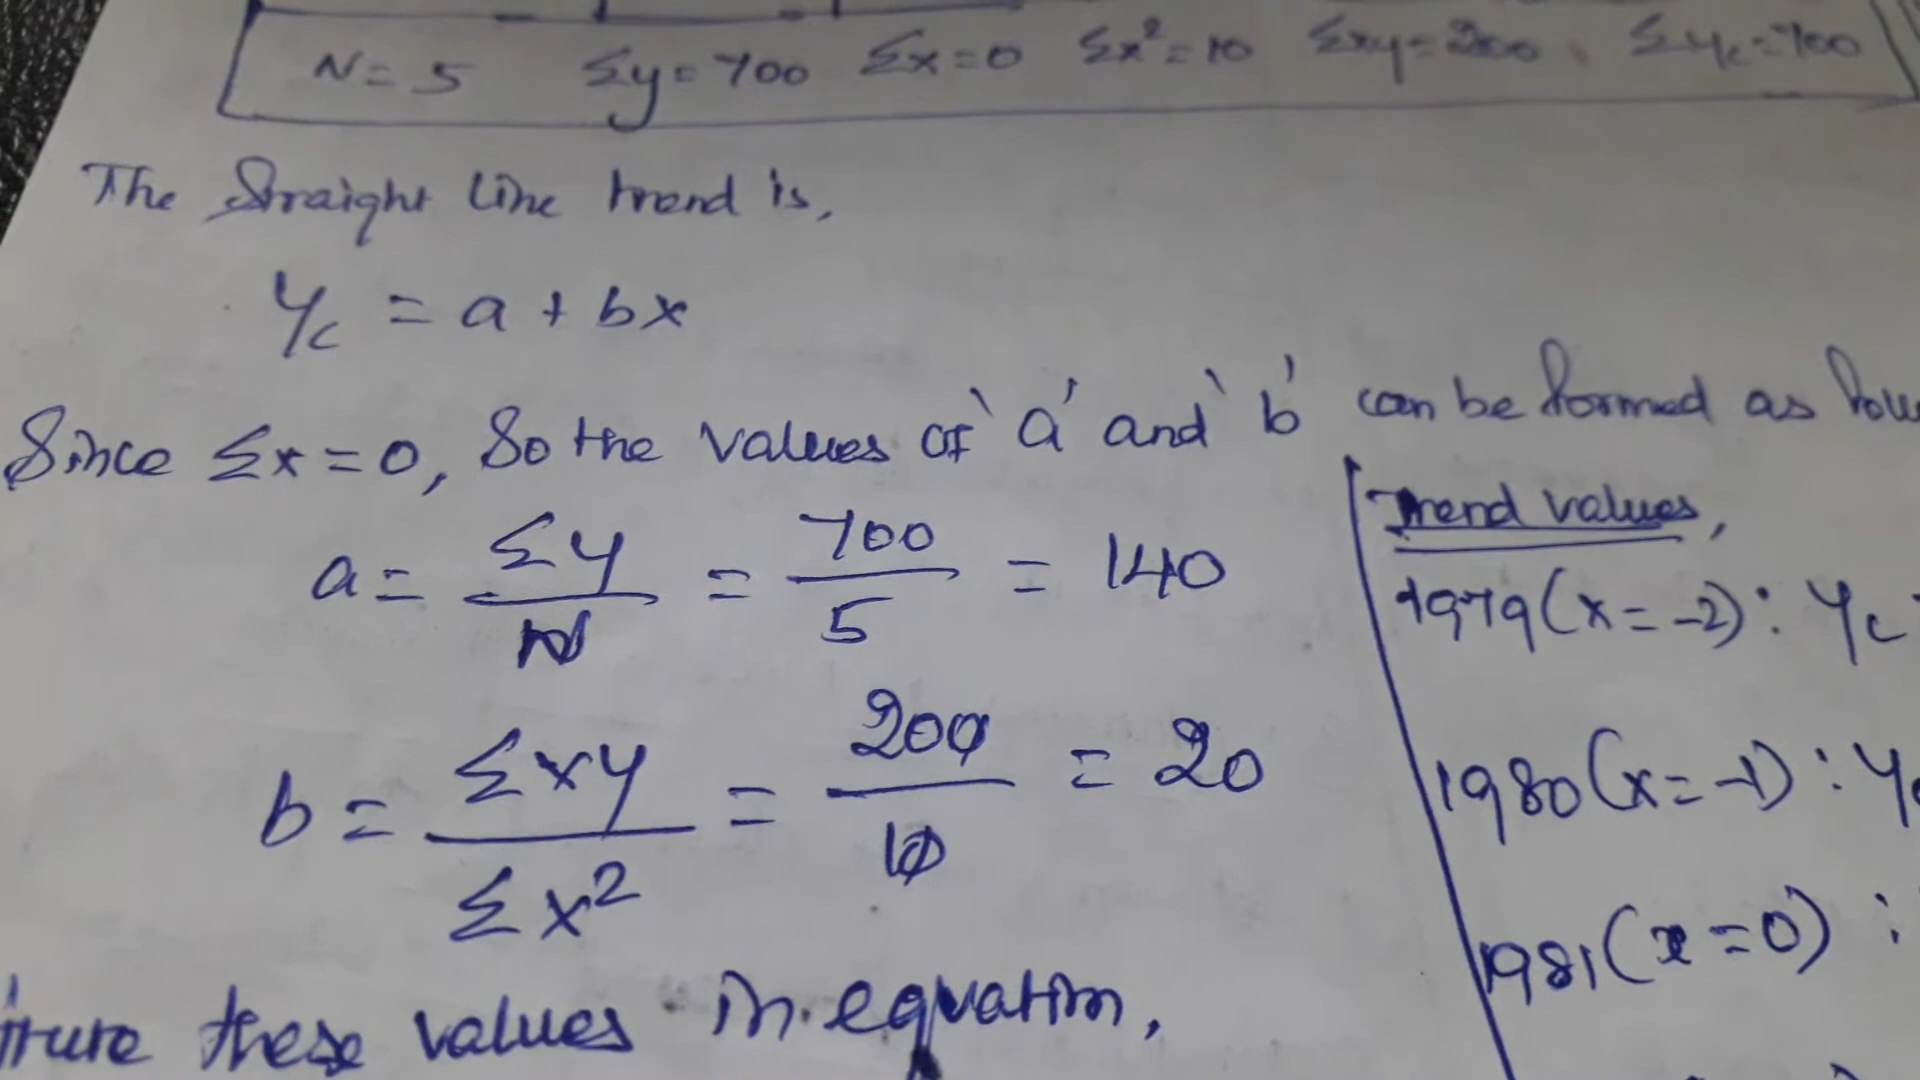 N = 5 Σy = 700 Σx = 0 Σx² = 10 Σxy = 200 Σyc = 700
The Straight Line trend is,
Yc = a + bx
Since Σx = 0, So the values of `a' and `b' can be formed as
a = Σy / N = 700 / 5 = 140
b = Σxy / Σx² = 200 / 10 = 20
these values in equation,
Trend values,
1979 (x = -2) : Yc
1980 (x = -1) : Yc
1981 (x = 0) :